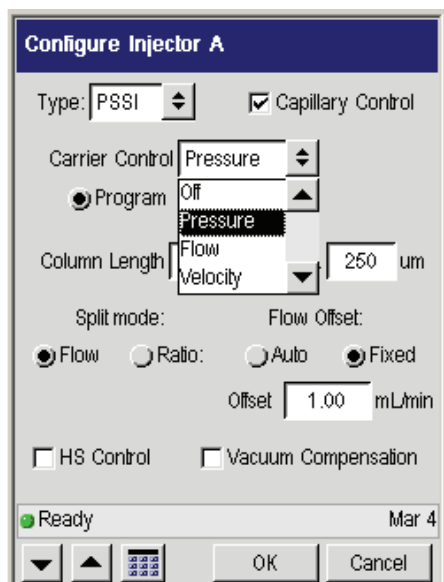 Configure Injector A
Type: PSSI Capillary Control
Carrier Control Pressure
Program Off
Pressure
Flow
Column Length 250 um
Velocity
Split mode: Flow Offset:
Flow Ratio: Auto Fixed
Offset 1.00 mL/min
HS Control Vacuum Compensation
Ready Mar 4
OK Cancel